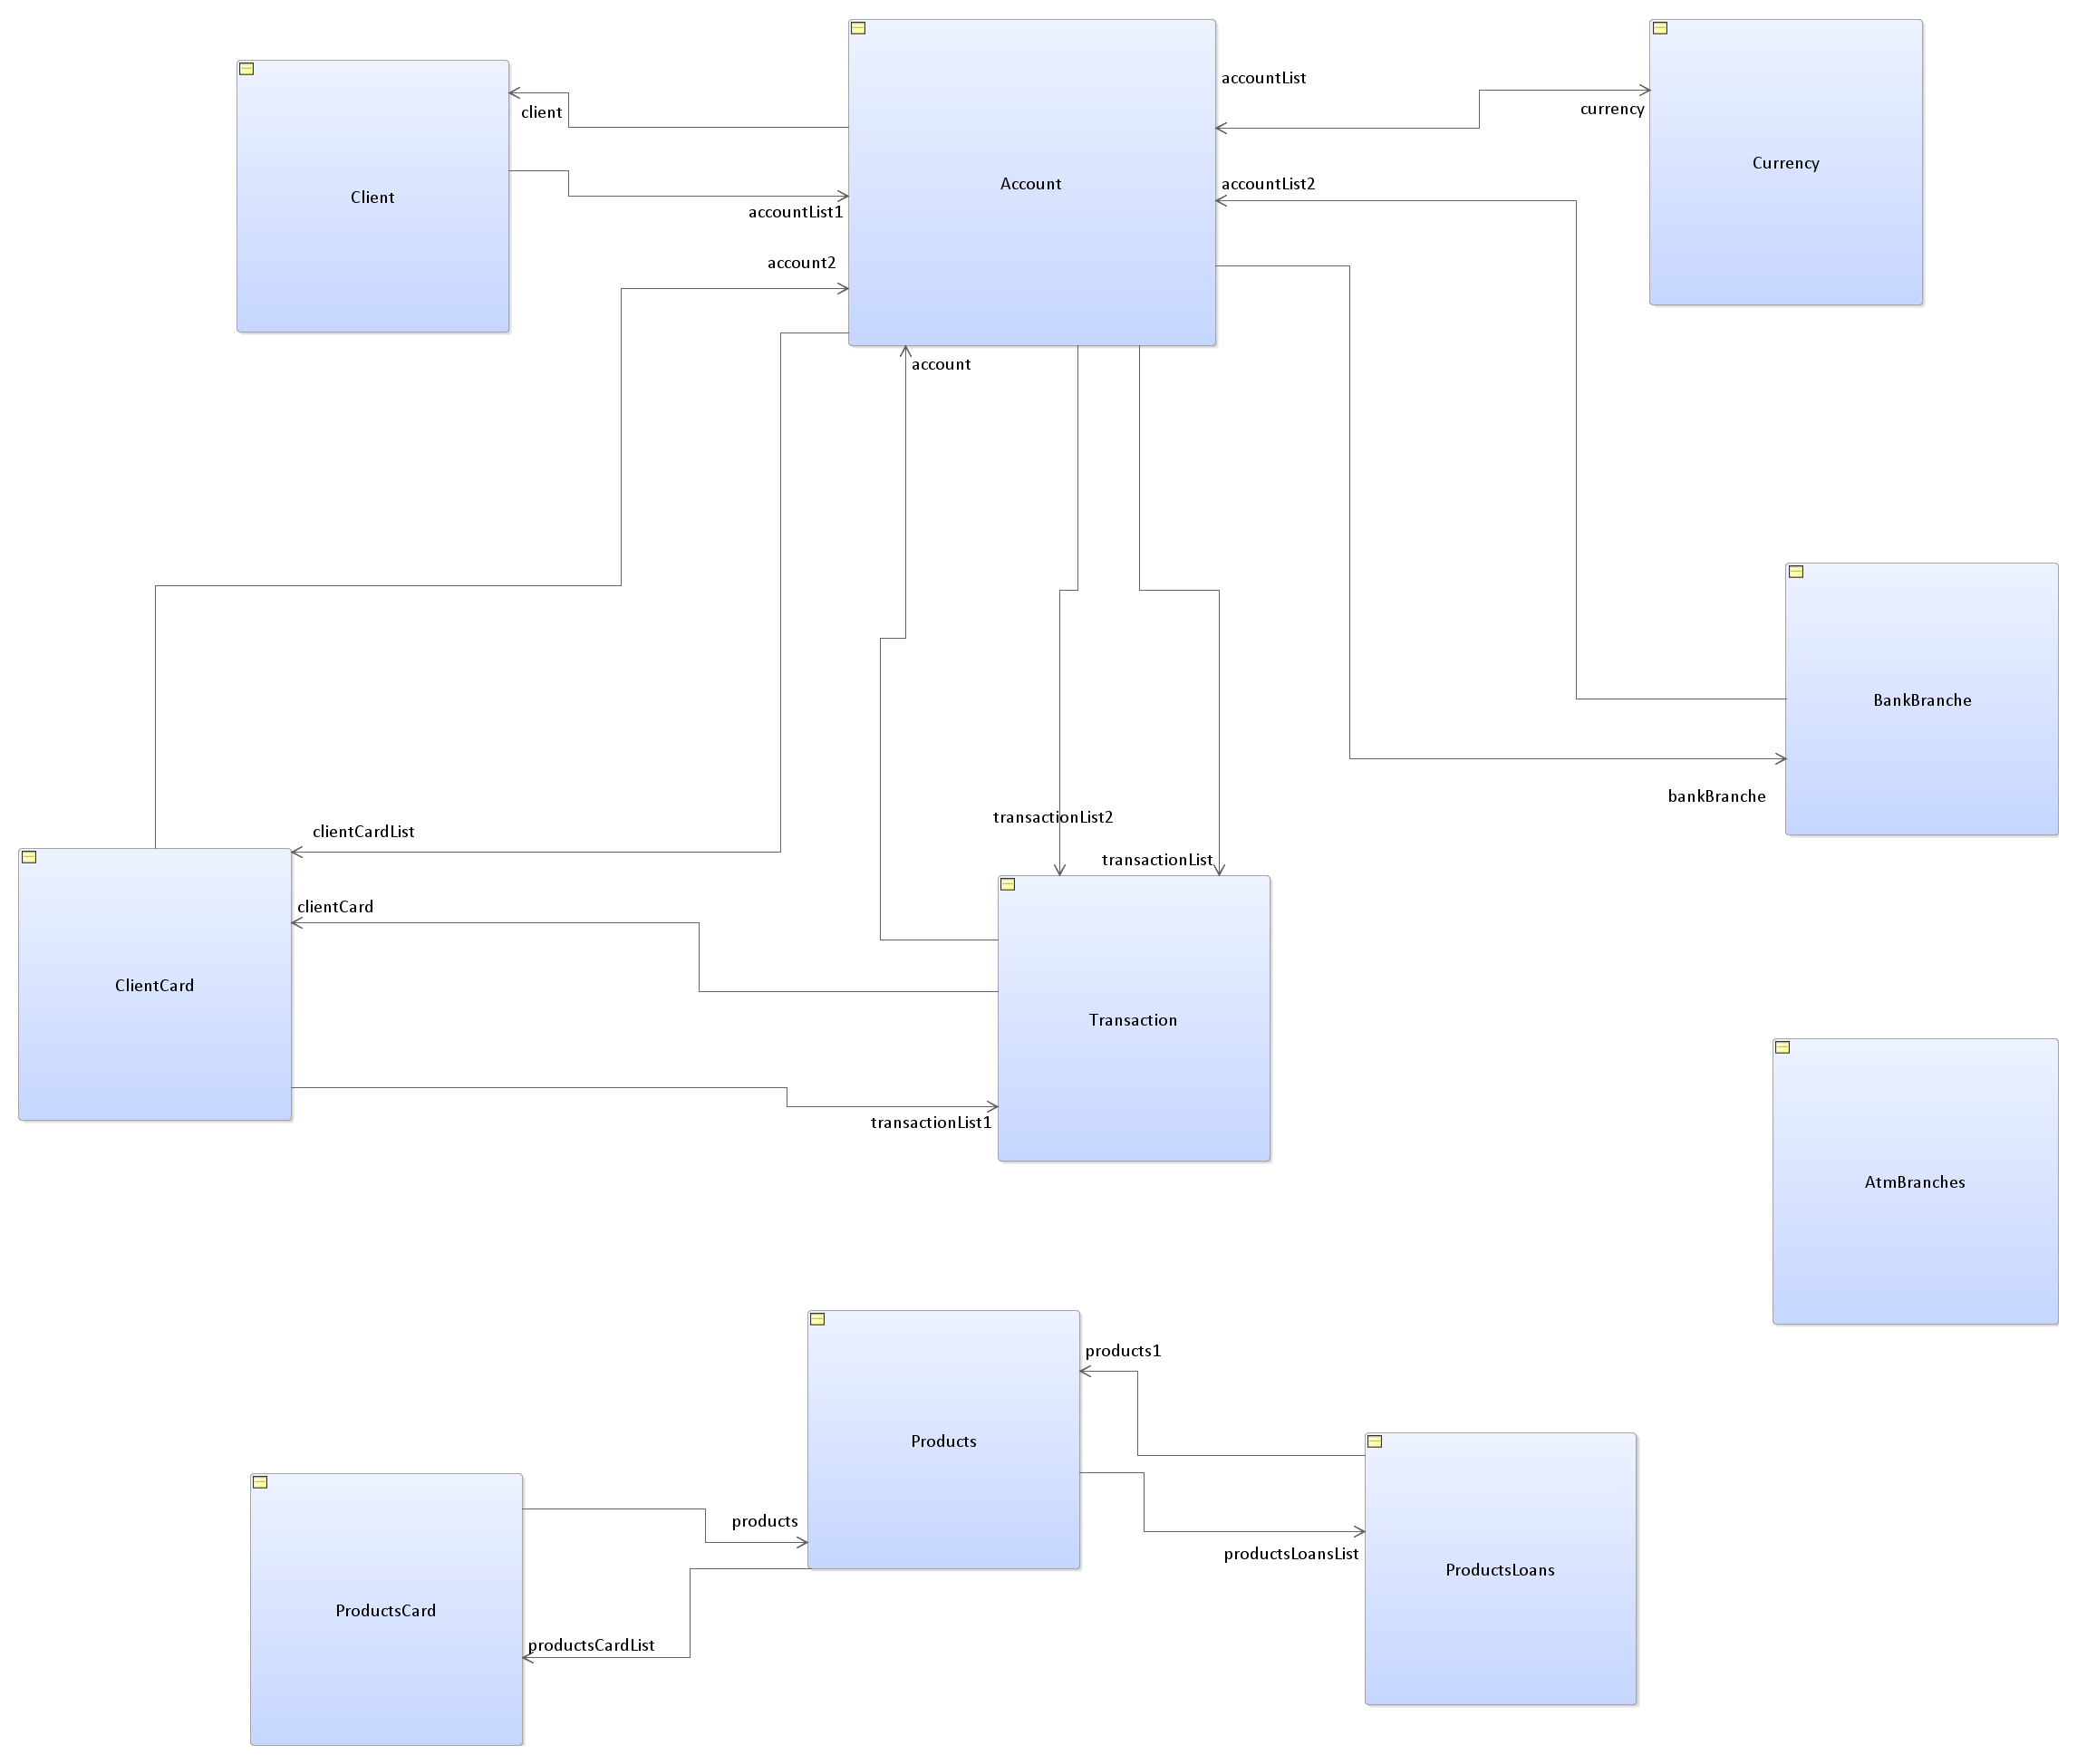 accountList
client
currency
Currency
Account
accountList2
Client
accountList1
account2
account
BankBranche
bankBranche
transactionList2
clientCardList
transactionList
clientCard
ClientCard
Transaction
transactionList1
AtmBranches
products1
Products
products
productsLoansList
ProductsLoans
ProductsCard
productsCardList